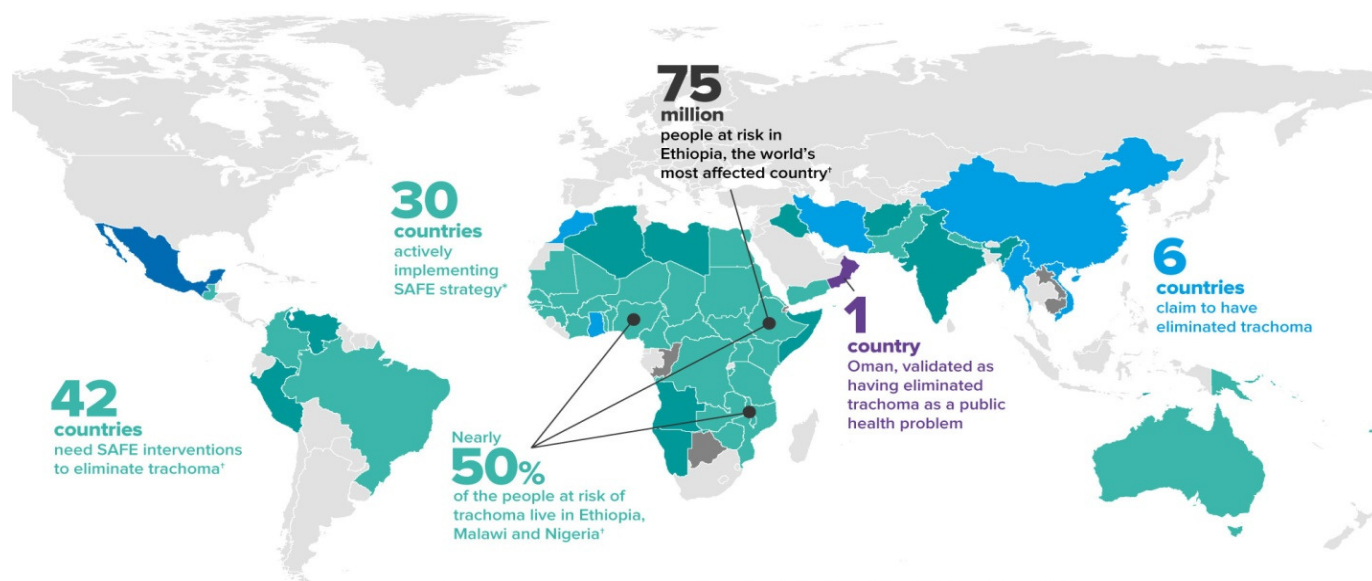 75
million
people at risk in
Ethiopia, the world's
most affected country†
30
countries
actively
implementing
SAFE strategy*
6
countries
claim to have
eliminated trachoma
1
country
Oman, validated as
having eliminated
trachoma as a public
health problem
42
countries
need SAFE interventions
to eliminate trachoma†
Nearly
50%
of the people at risk of
trachoma live in Ethiopia,
Malawi and Nigeria†